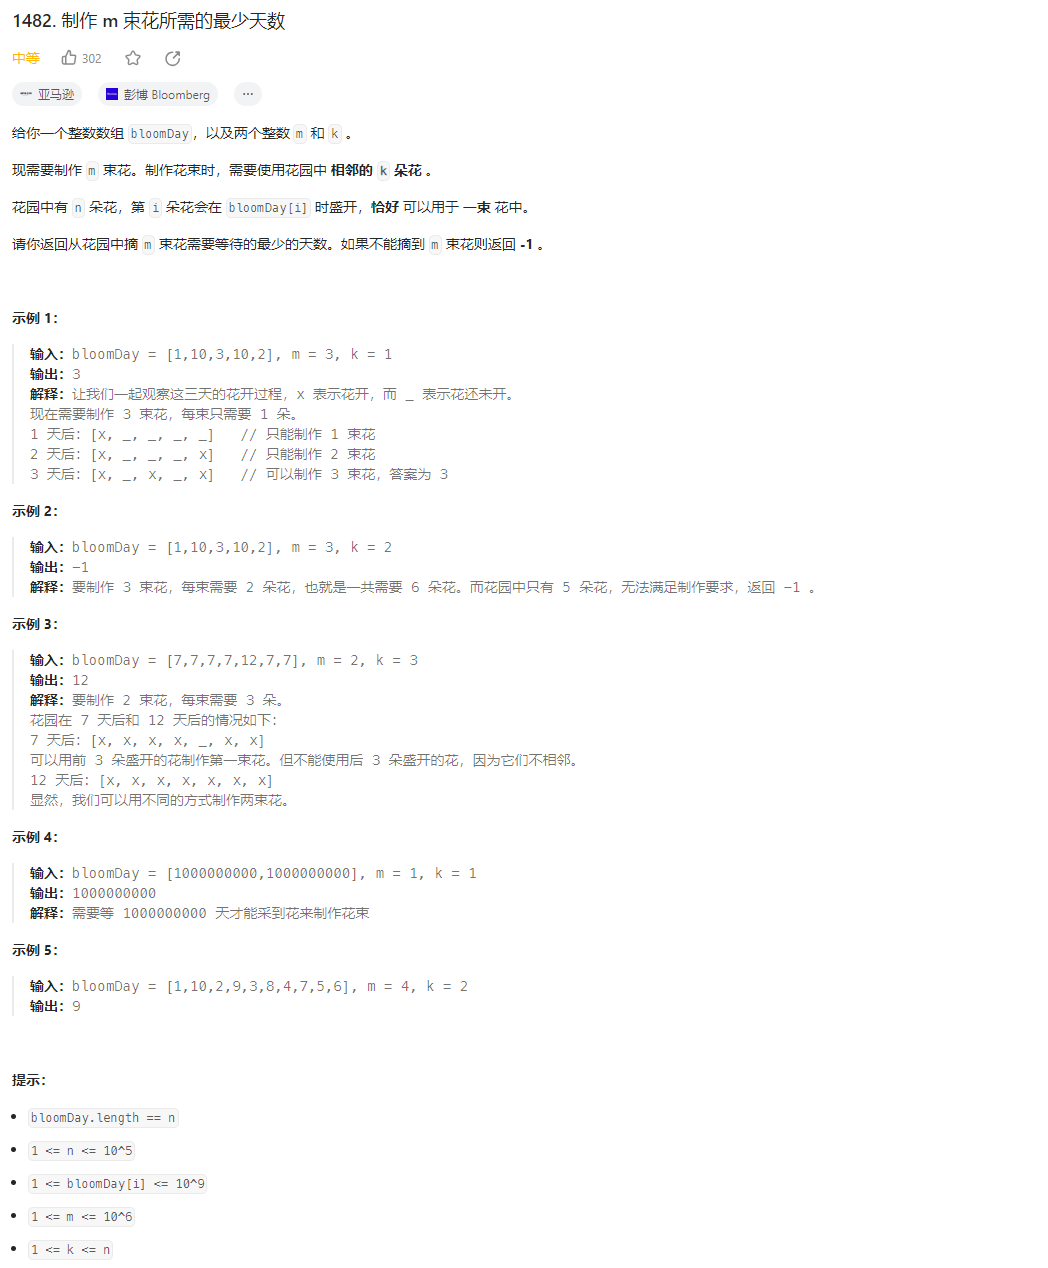 1482. 制作 m 束花所需的最少天数
中等 302
亚马逊 彭博 Bloomberg ···
给你一个整数数组 bloomDay，以及两个整数 m 和 k 。
现需要制作 m 束花。制作花束时，需要使用花园中 相邻的 k 朵花 。
花园中有 n 朵花，第 i 朵花会在 bloomDay[i] 时盛开，恰好 可以用于 一束 花中。
请你返回从花园中摘 m 束花需要等待的最少的天数。如果不能摘到 m 束花则返回 -1 。
示例 1：
输入：bloomDay = [1,10,3,10,2], m = 3, k = 1
输出：3
解释：让我们一起观察这三天的花开过程，x 表示花开，而 _ 表示花还未开。
现在需要制作 3 束花，每束只需要 1 朵。
1 天后：[x, _, _, _, _] // 只能制作 1 束花
2 天后：[x, _, _, _, x] // 只能制作 2 束花
3 天后：[x, _, x, _, x] // 可以制作 3 束花，答案为 3
示例 2：
输入：bloomDay = [1,10,3,10,2], m = 3, k = 2
输出：-1
解释：要制作 3 束花，每束需要 2 朵花，也就是一共需要 6 朵花。而花园中只有 5 朵花，无法满足制作要求，返回 -1 。
示例 3：
输入：bloomDay = [7,7,7,7,12,7,7], m = 2, k = 3
输出：12
解释：要制作 2 束花，每束需要 3 朵。
花园在 7 天后和 12 天后的情况如下：
7 天后：[x, x, x, x, _, x, x]
可以用前 3 朵盛开的花制作第一束花。但不能使用后 3 朵盛开的花，因为它们不相邻。
12 天后：[x, x, x, x, x, x, x]
显然，我们可以用不同的方式制作两束花。
示例 4：
输入：bloomDay = [1000000000,1000000000], m = 1, k = 1
输出：1000000000
解释：需要等 1000000000 天才能采到花来制作花束
示例 5：
输入：bloomDay = [1,10,2,9,3,8,4,7,5,6], m = 4, k = 2
输出：9
提示：
bloomDay.length == n
1 <= n <= 10^5
1 <= bloomDay[i] <= 10^9
1 <= m <= 10^6
1 <= k <= n